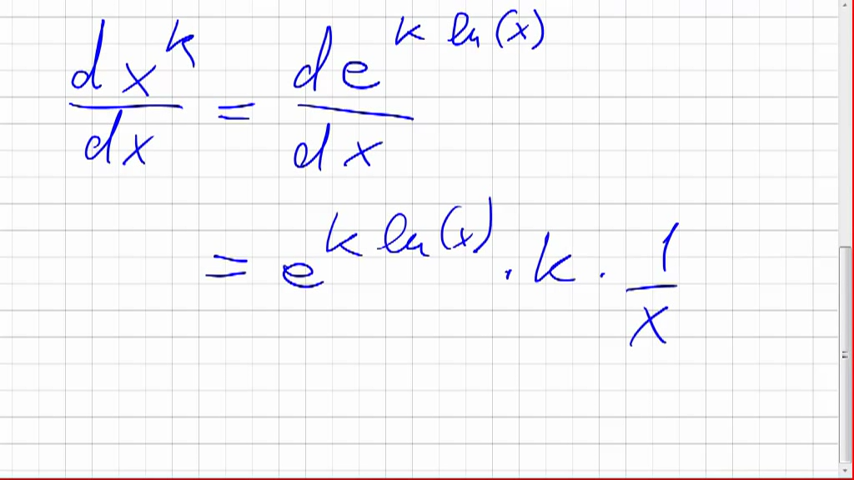 dx^k/dx = de^(k ln(x))/dx
= e^(k ln(x)) · k · 1/x